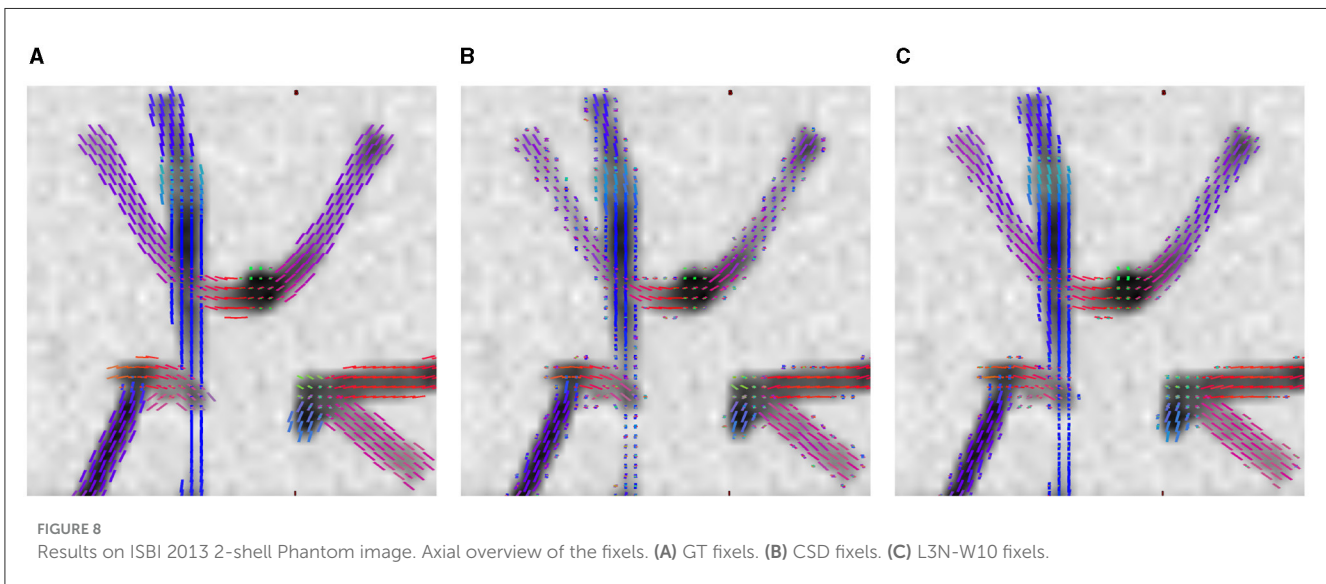 A B C
FIGURE 8
Results on ISBI 2013 2-shell Phantom image. Axial overview of the fixels. (A) GT fixels. (B) CSD fixels. (C) L3N-W10 fixels.